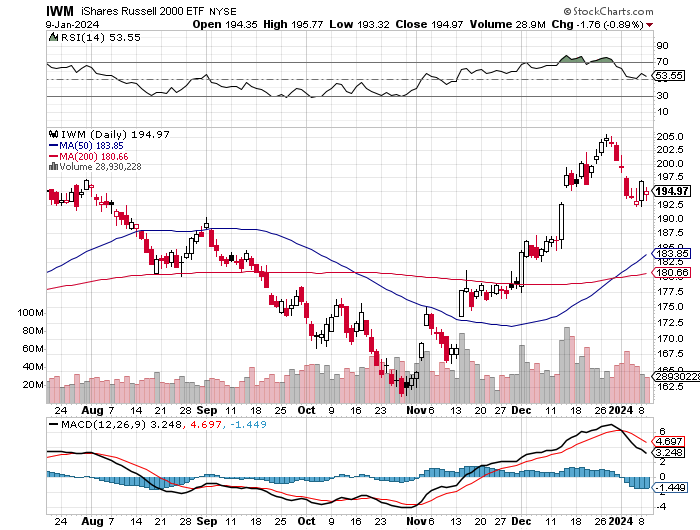 IWM iShares Russell 2000 ETF NYSE © StockCharts.com
9-Jan-2024 Open 194.35 High 195.77 Low 193.32 Close 194.97 Volume 28.9M Chg -1.76 (-0.89%)
RSI(14) 53.55
90
70
53.55
30
10
IWM (Daily) 194.97
MA(50) 183.85
MA(200) 180.66
Volume 28,930,228
205.0
202.5
200.0
197.5
194.97
192.5
190.0
187.5
185.0
183.85
182.5
180.66
177.5
175.0
172.5
170.0
167.5
165.0
28930228
162.5
100M
80M
60M
40M
20M
24 Aug 7 14 21 28 Sep 11 18 25 Oct 9 16 23 Nov 6 13 20 27 Dec 11 18 26 2024 8
MACD(12,26,9) 3.248, 4.697, -1.449
6
4.697
3.248
2
0
-1.449
-2
-4
24 Aug 7 14 21 28 Sep 11 18 25 Oct 9 16 23 Nov 6 13 20 27 Dec 11 18 26 2024 8